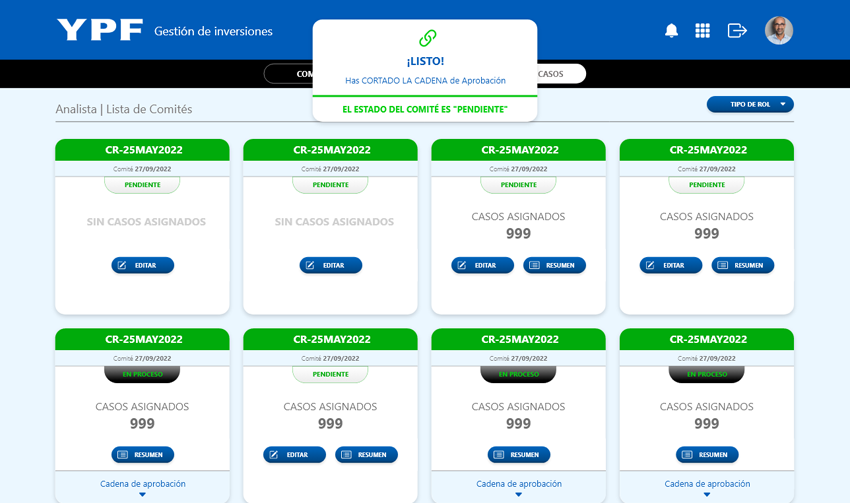 YPF Gestión de inversiones
¡LISTO!
Has CORTADO LA CADENA de Aprobación
EL ESTADO DEL COMITÉ ES "PENDIENTE"
CASOS
Analista | Lista de Comités
TIPO DE ROL
CR-25MAY2022
Comité 27/09/2022
PENDIENTE
SIN CASOS ASIGNADOS
EDITAR
CR-25MAY2022
Comité 27/09/2022
PENDIENTE
SIN CASOS ASIGNADOS
EDITAR
CR-25MAY2022
Comité 27/09/2022
PENDIENTE
CASOS ASIGNADOS
999
EDITAR RESUMEN
CR-25MAY2022
Comité 27/09/2022
PENDIENTE
CASOS ASIGNADOS
999
EDITAR RESUMEN
CR-25MAY2022
Comité 27/09/2022
EN PROCESO
CASOS ASIGNADOS
999
RESUMEN
Cadena de aprobación
CR-25MAY2022
Comité 27/09/2022
PENDIENTE
CASOS ASIGNADOS
999
EDITAR RESUMEN
CR-25MAY2022
Comité 27/09/2022
EN PROCESO
CASOS ASIGNADOS
999
RESUMEN
Cadena de aprobación
CR-25MAY2022
Comité 27/09/2022
EN PROCESO
CASOS ASIGNADOS
999
RESUMEN
Cadena de aprobación